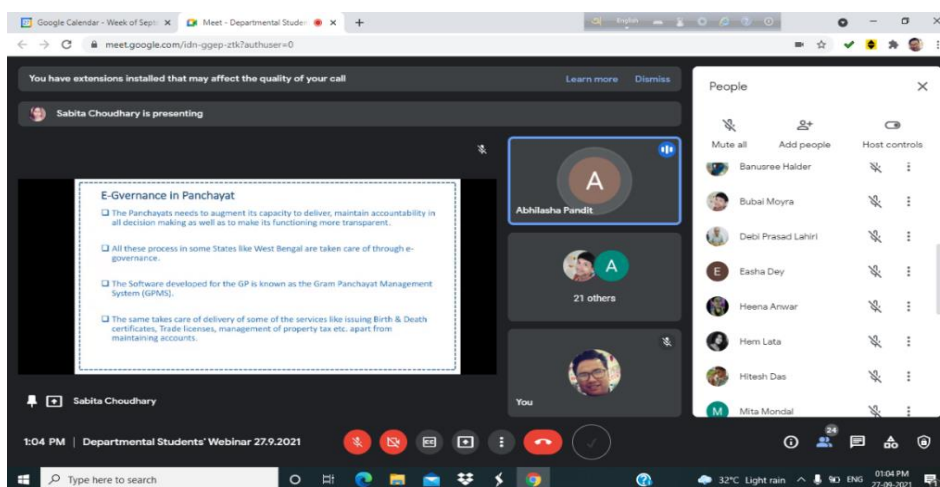 Google Calendar - Week of Sept
Meet - Departmental Studer
English
meet.google.com/idn-ggep-ztk?authuser=0
You have extensions installed that may affect the quality of your call
Learn more
Dismiss
Sabita Choudhary is presenting
E-Gvernance in Panchayat
The Panchayats needs to augment its capacity to deliver, maintain accountability in
all decision making as well as to make its functioning more transparent.
All these process in some States like West Bengal are taken care of through e-
governance.
The Software developed for the GP is known as the Gram Panchayat Management
System (GPMS).
The same takes care of delivery of some of the services like issuing Birth & Death
certificates, Trade licenses, management of property tax etc. apart from
maintaining accounts.
Sabita Choudhary
A
Abhilasha Pandit
A
21 others
You
People
Mute all
Add people
Host controls
Banusree Halder
Bubai Moyra
Debi Prasad Lahiri
E
Easha Dey
Heena Anwar
Hem Lata
Hitesh Das
M
Mita Mondal
1:04 PM | Departmental Students' Webinar 27.9.2021
24
Type here to search
32°C Light rain
ENG
01:04 PM
27-09-2021